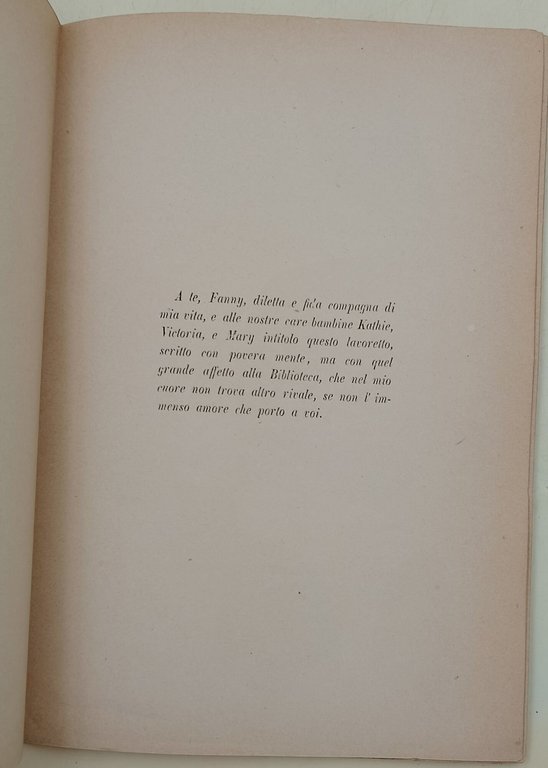 A te, Fanny, diletta e fida compagna di
mia vita, e alle nostre care bambine Kathie,
Victoria, e Mary intitolo questo lavoretto,
scritto con povera mente, ma con quel
grande affetto alla Biblioteca, che nel mio
cuore non trova altro rivale, se non l' im-
menso amore che porto a voi.